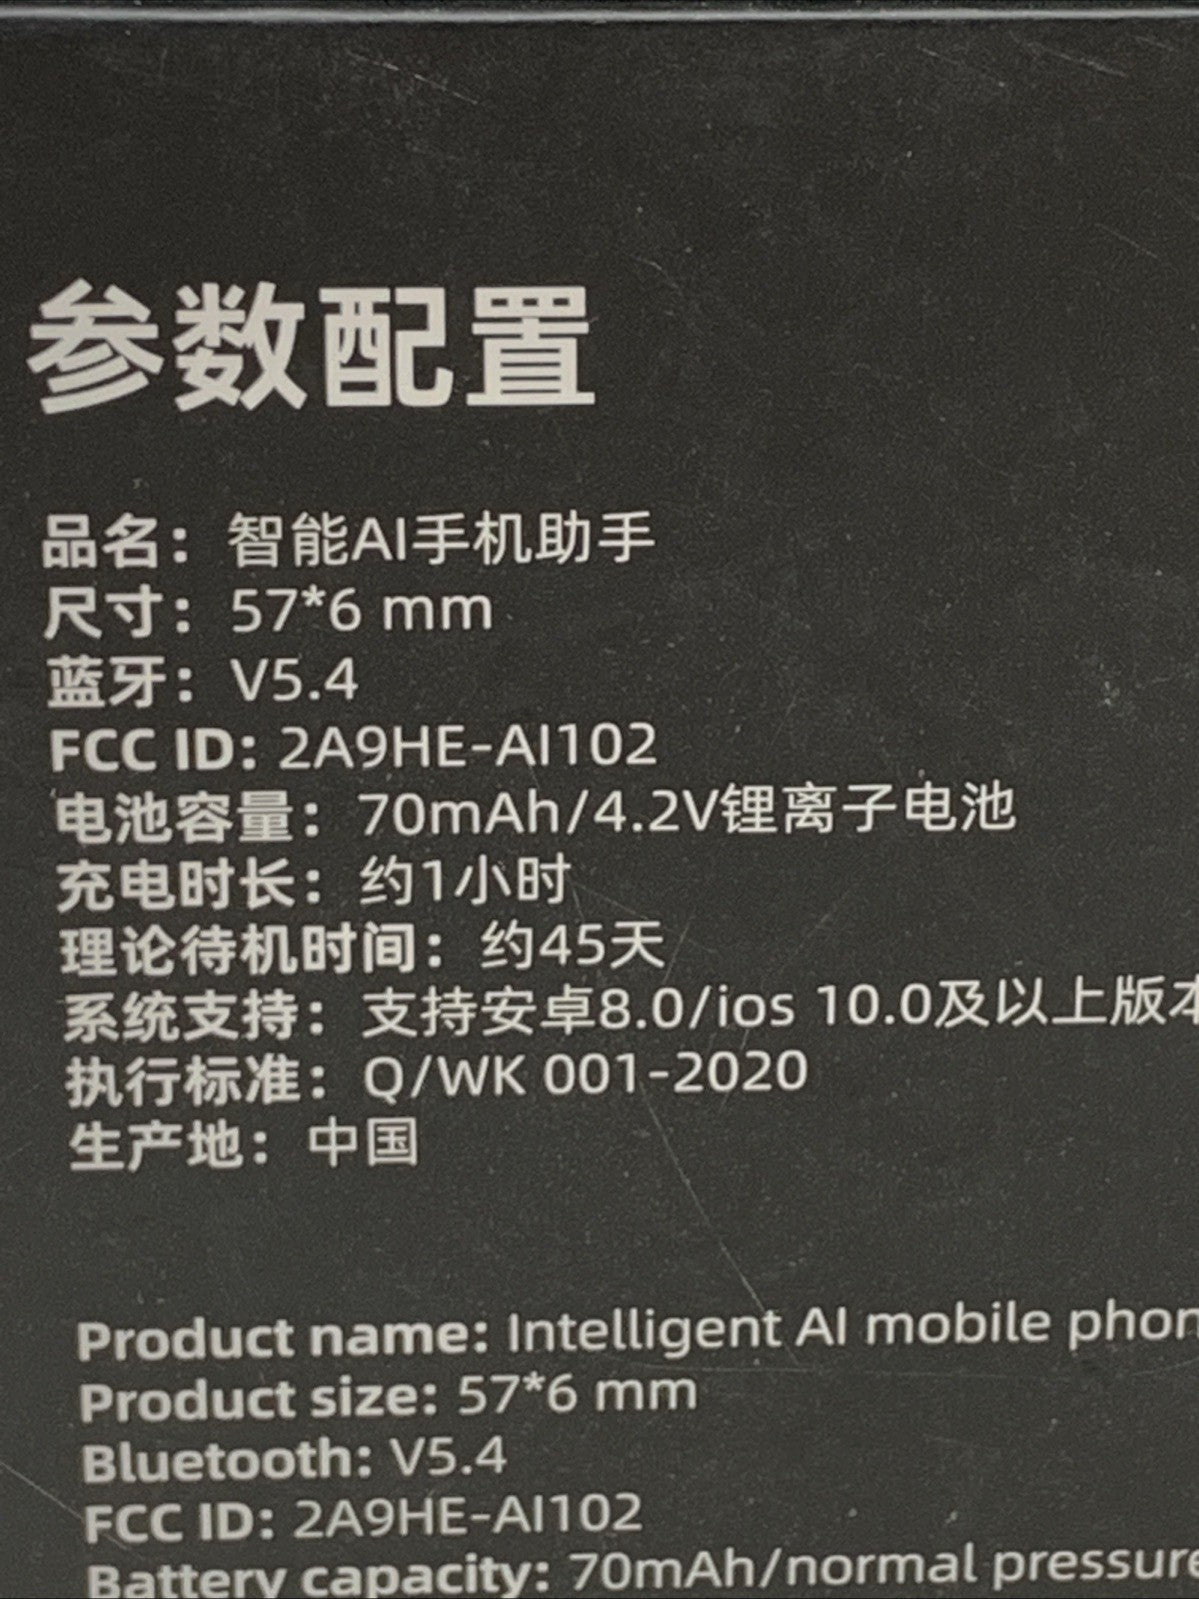 参数配置
品名：智能AI手机助手
尺寸：57*6 mm
蓝牙：V5.4
FCC ID: 2A9HE-AI102
电池容量：70mAh/4.2V锂离子电池
充电时长：约1小时
理论待机时间：约45天
系统支持：支持安卓8.0/ios 10.0及以上版本
执行标准：Q/WK 001-2020
生产地：中国
Product name: Intelligent AI mobile phon
Product size: 57*6 mm
Bluetooth: V5.4
FCC ID: 2A9HE-AI102
Battery capacity: 70mAh/normal pressure